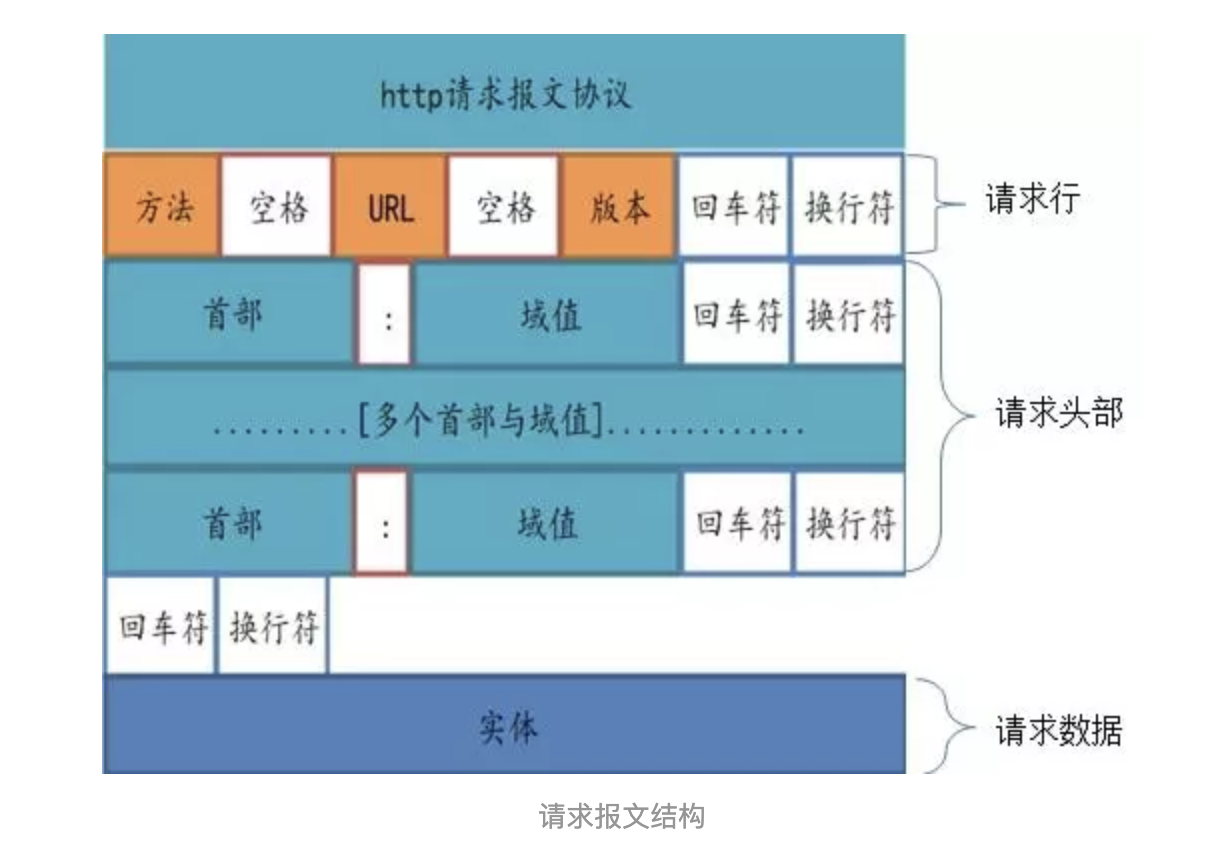 http请求报文协议
方法 空格 URL 空格 版本 回车符 换行符 请求行
首部 : 域值 回车符 换行符
.........[多个首部与域值]............. 请求头部
首部 : 域值 回车符 换行符
回车符 换行符
实体 请求数据
请求报文结构